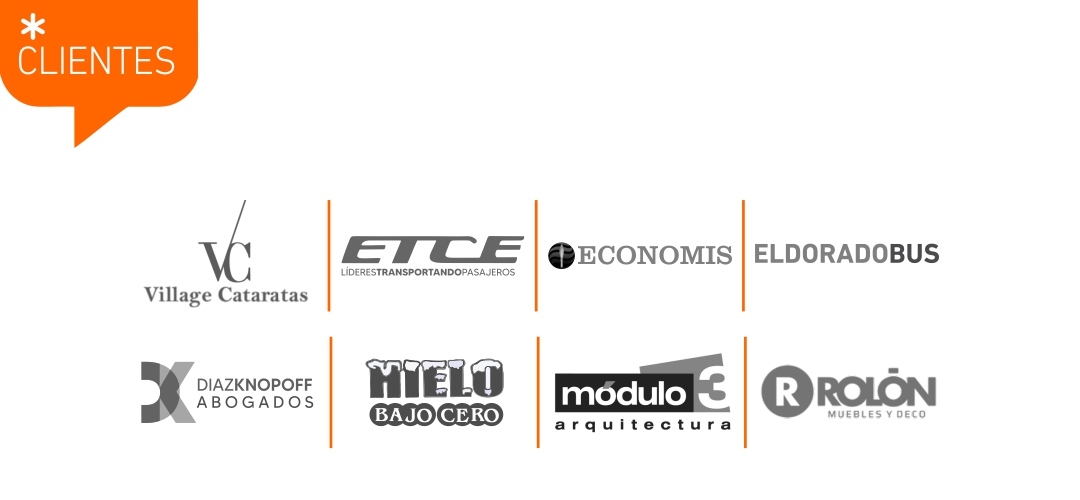 *
CLIENTES
VC
Village Cataratas
ETCE
LÍDERESTRANSPORTANDOPASAJEROS
ECONOMIS
ELDORADOBUS
DK
DIAZKNOPOFF
ABOGADOS
HIELO
BAJO CERO
módulo 3
arquitectura
R ROLÓN
MUEBLES Y DECO